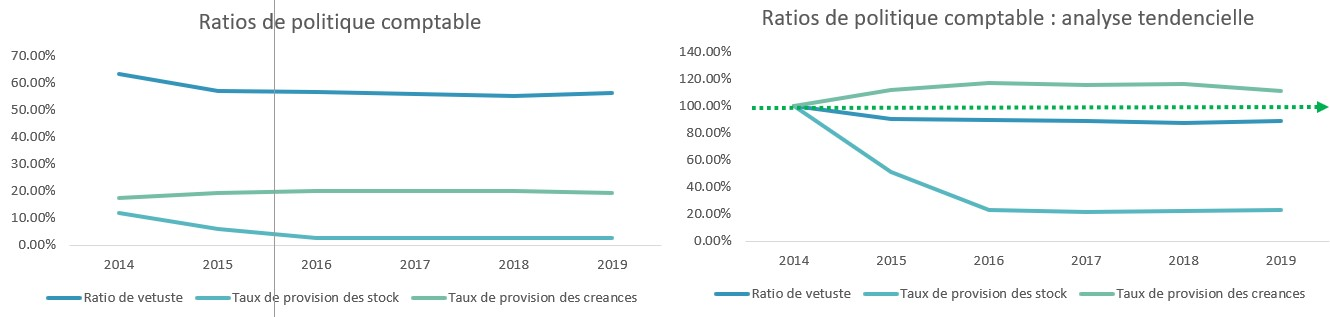 Ratios de politique comptable
70.00%
60.00%
50.00%
40.00%
30.00%
20.00%
10.00%
0.00%
2014 2015 2016 2017 2018 2019
Ratio de vetuste Taux de provision des stock Taux de provision des creances
Ratios de politique comptable : analyse tendencielle
140.00%
120.00%
100.00%
80.00%
60.00%
40.00%
20.00%
0.00%
2014 2015 2016 2017 2018 2019
Ratio de vetuste Taux de provision des stock Taux de provision des creances